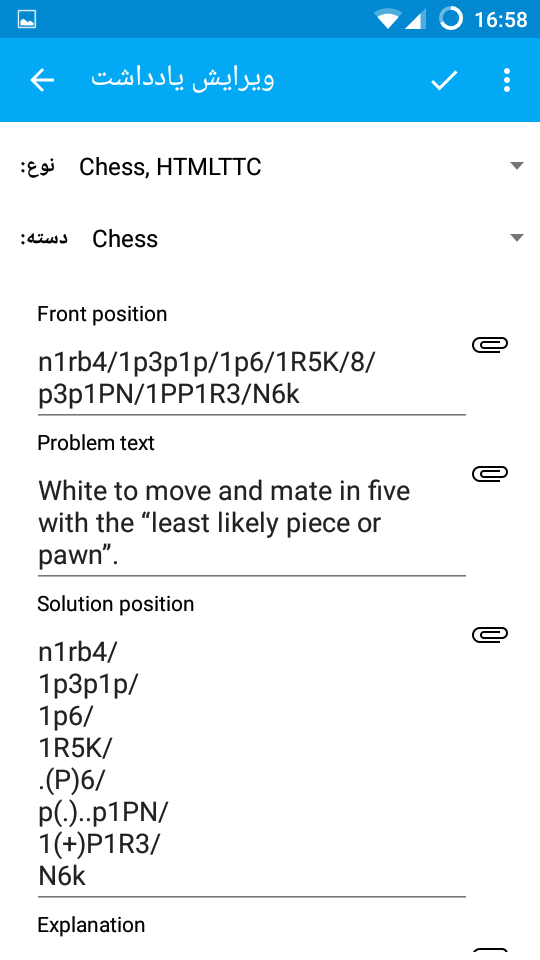 16:58
ویرایش یادداشت
نوع: Chess, HTMLTTC
دسته: Chess
Front position
n1rb4/1p3p1p/1p6/1R5K/8/
p3p1PN/1PP1R3/N6k
Problem text
White to move and mate in five
with the “least likely piece or
pawn”.
Solution position
n1rb4/
1p3p1p/
1p6/
1R5K/
.(P)6/
p(.)..p1PN/
1(+)P1R3/
N6k
Explanation